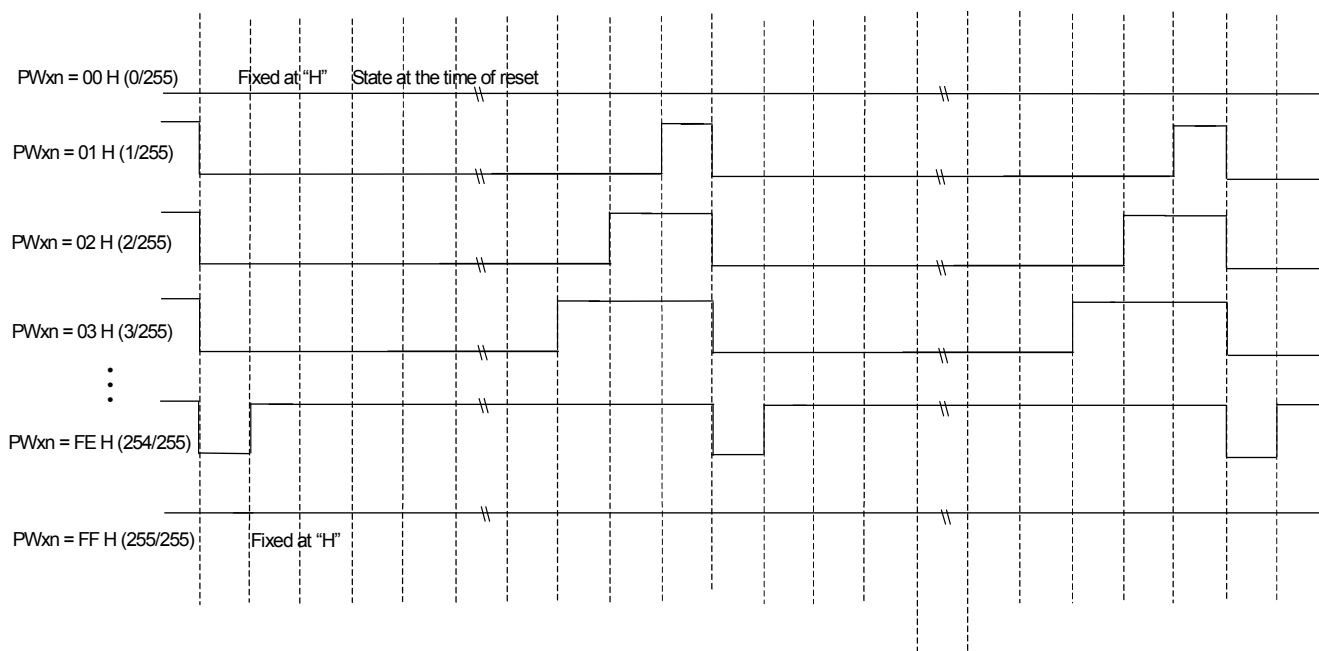 PWxn = 00 H (0/255) Fixed at “H” State at the time of reset
PWxn = 01 H (1/255)
PWxn = 02 H (2/255)
PWxn = 03 H (3/255)
PWxn = FE H (254/255)
PWxn = FF H (255/255) Fixed at “H”